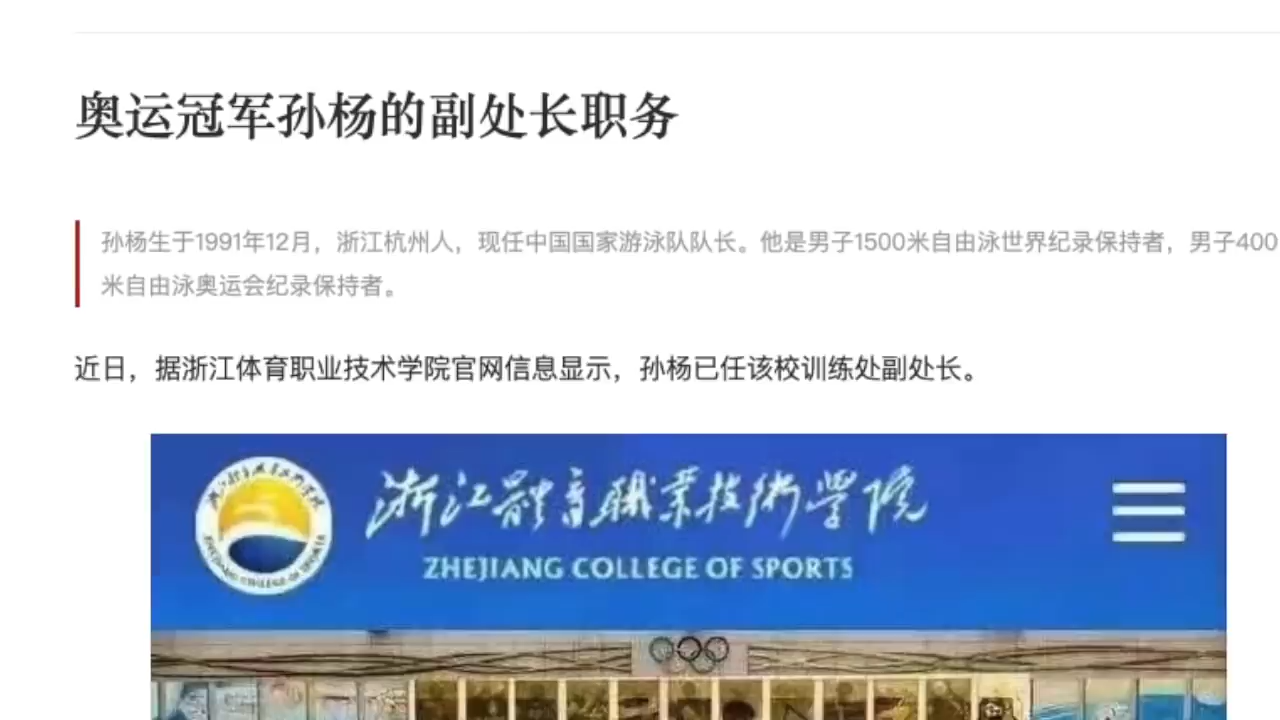 奥运冠军孙杨的副处长职务
孙杨生于1991年12月，浙江杭州人，现任中国国家游泳队队长。他是男子1500米自由泳世界纪录保持者，男子400
米自由泳奥运会纪录保持者。
近日，据浙江体育职业技术学院官网信息显示，孙杨已任该校训练处副处长。
浙江體育職業技術學院
ZHEJIANG COLLEGE OF SPORTS